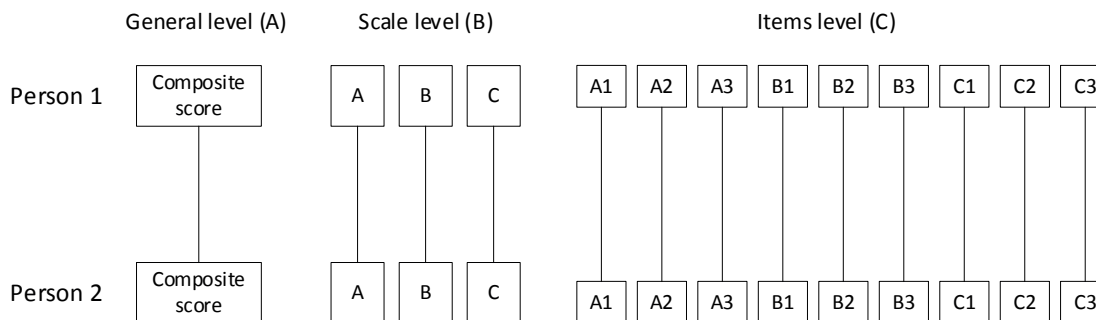 General level (A) Scale level (B) Items level (C)
Person 1 Composite score A B C A1 A2 A3 B1 B2 B3 C1 C2 C3
Person 2 Composite score A B C A1 A2 A3 B1 B2 B3 C1 C2 C3